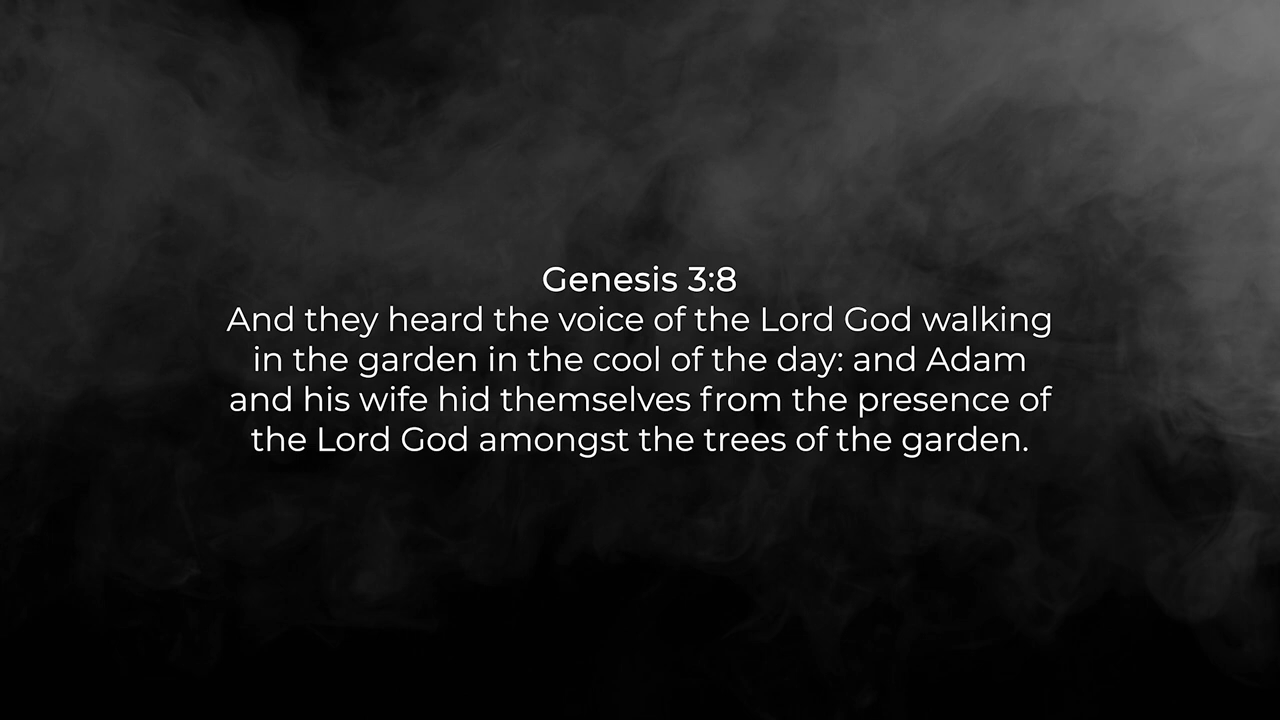 Genesis 3:8
And they heard the voice of the Lord God walking
in the garden in the cool of the day: and Adam
and his wife hid themselves from the presence of
the Lord God amongst the trees of the garden.